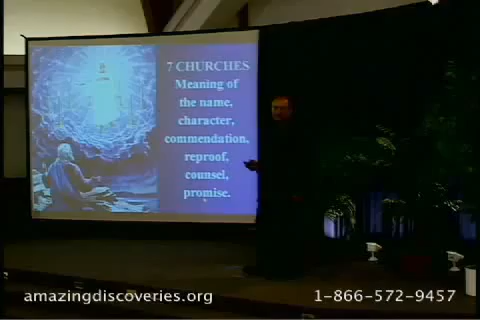 7 CHURCHES
Meaning of
the name,
character,
commendation,
reproof,
counsel,
promise.
amazingdiscoveries.org 1-866-572-9457